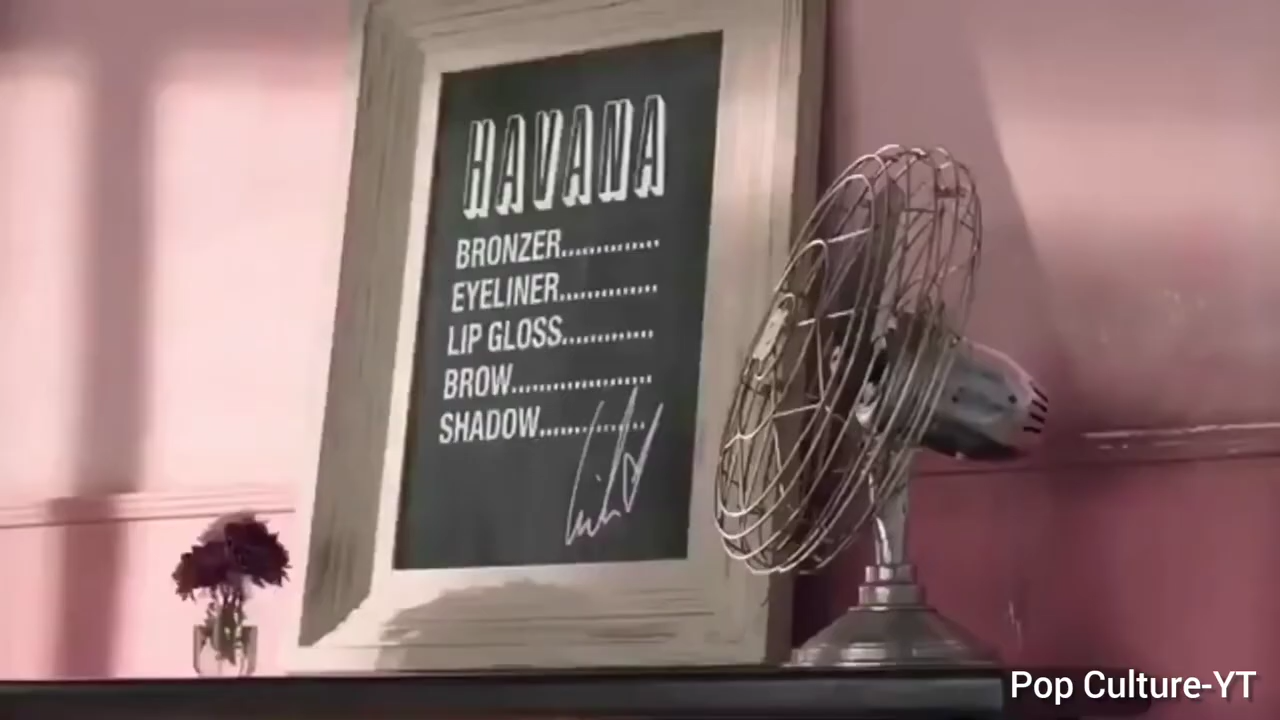 HAVANA
BRONZER..............
EYELINER..............
LIP GLOSS.............
BROW....................
SHADOW...............
Pop Culture-YT